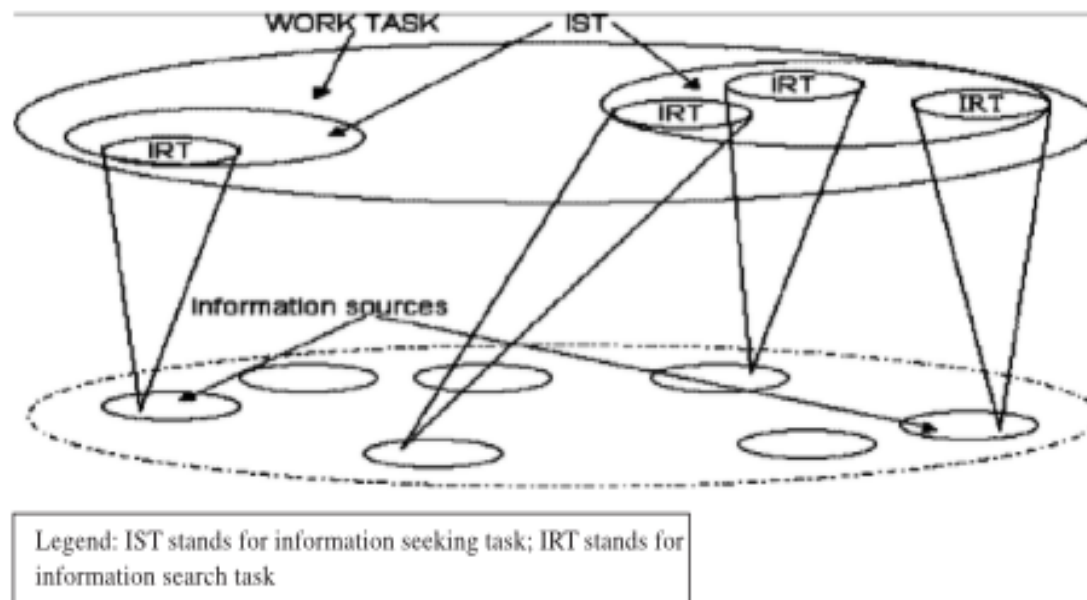 WORK TASK
IST
IRT
IRT
IRT
IRT
Information sources
Legend: IST stands for information seeking task; IRT stands for
information search task